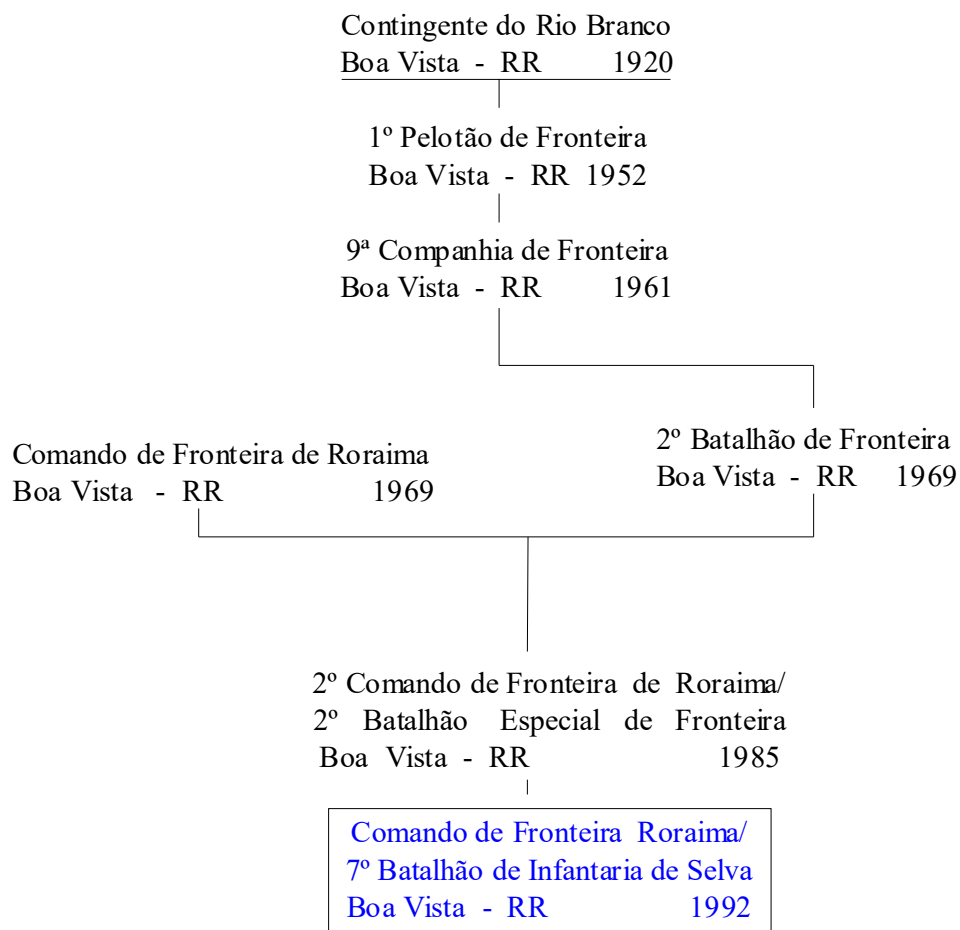 Contingente do Rio Branco
Boa Vista - RR 1920
1º Pelotão de Fronteira
Boa Vista - RR 1952
9ª Companhia de Fronteira
Boa Vista - RR 1961
Comando de Fronteira de Roraima
Boa Vista - RR 1969
2º Batalhão de Fronteira
Boa Vista - RR 1969
2º Comando de Fronteira de Roraima/
2º Batalhão Especial de Fronteira
Boa Vista - RR 1985
Comando de Fronteira Roraima/
7º Batalhão de Infantaria de Selva
Boa Vista - RR 1992